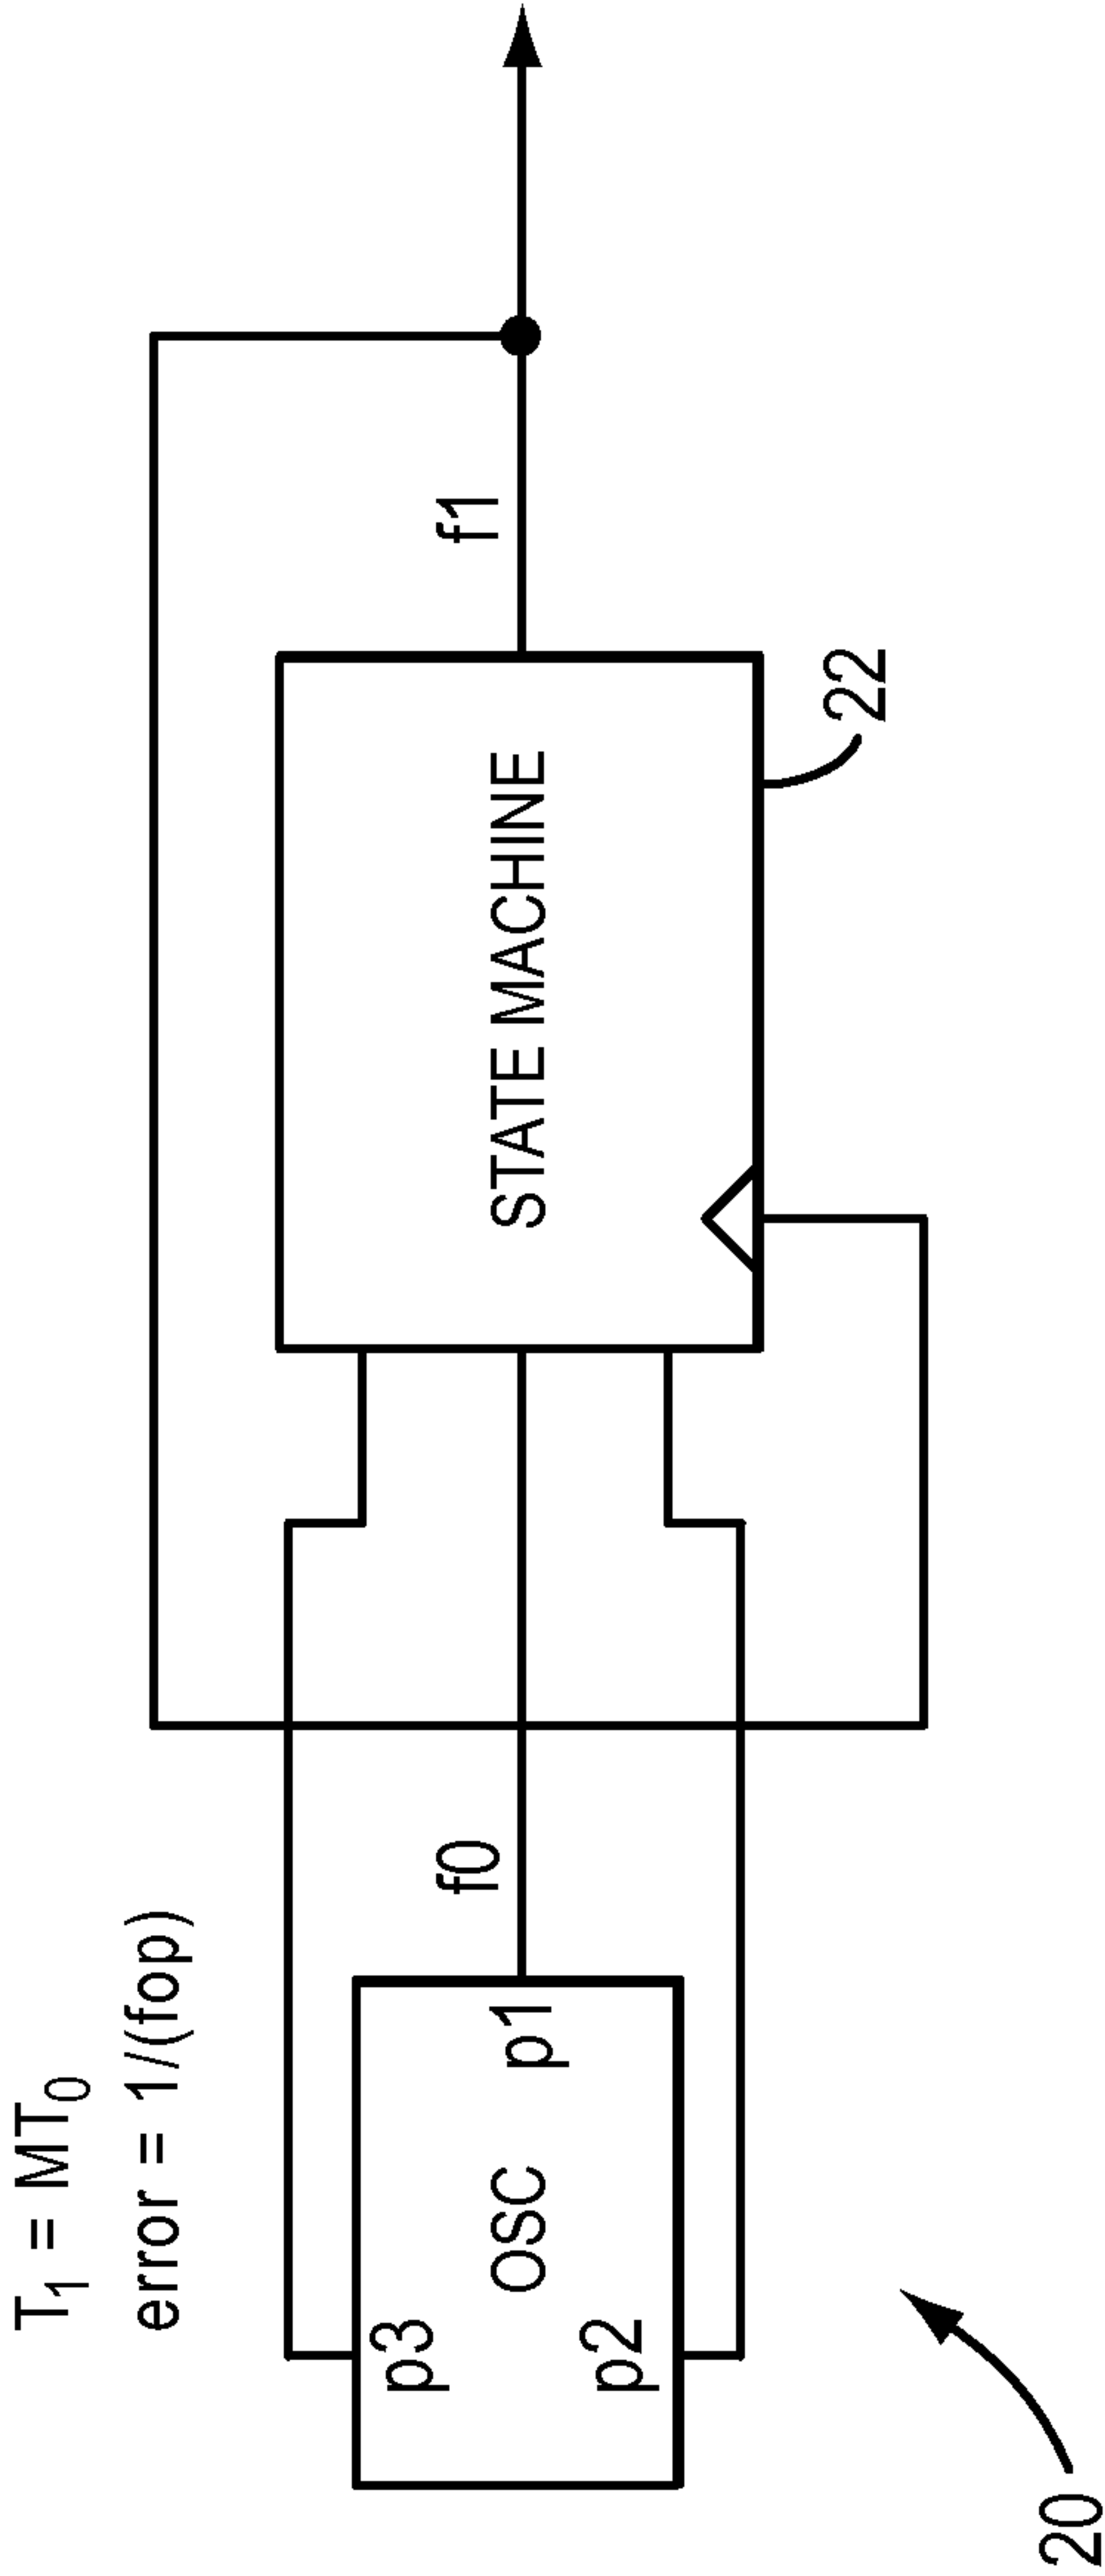 T1 = MT0
error = 1/(fop)
p3
OSC
p1
p2
f0
STATE MACHINE
f1
22
20